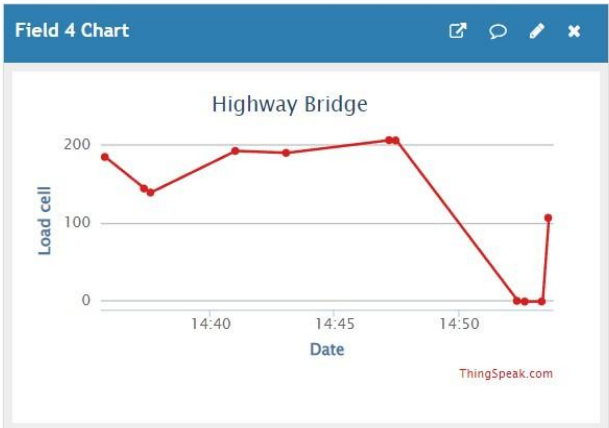 Field 4 Chart
Highway Bridge
Load cell
200
100
0
14:40 14:45 14:50
Date
ThingSpeak.com